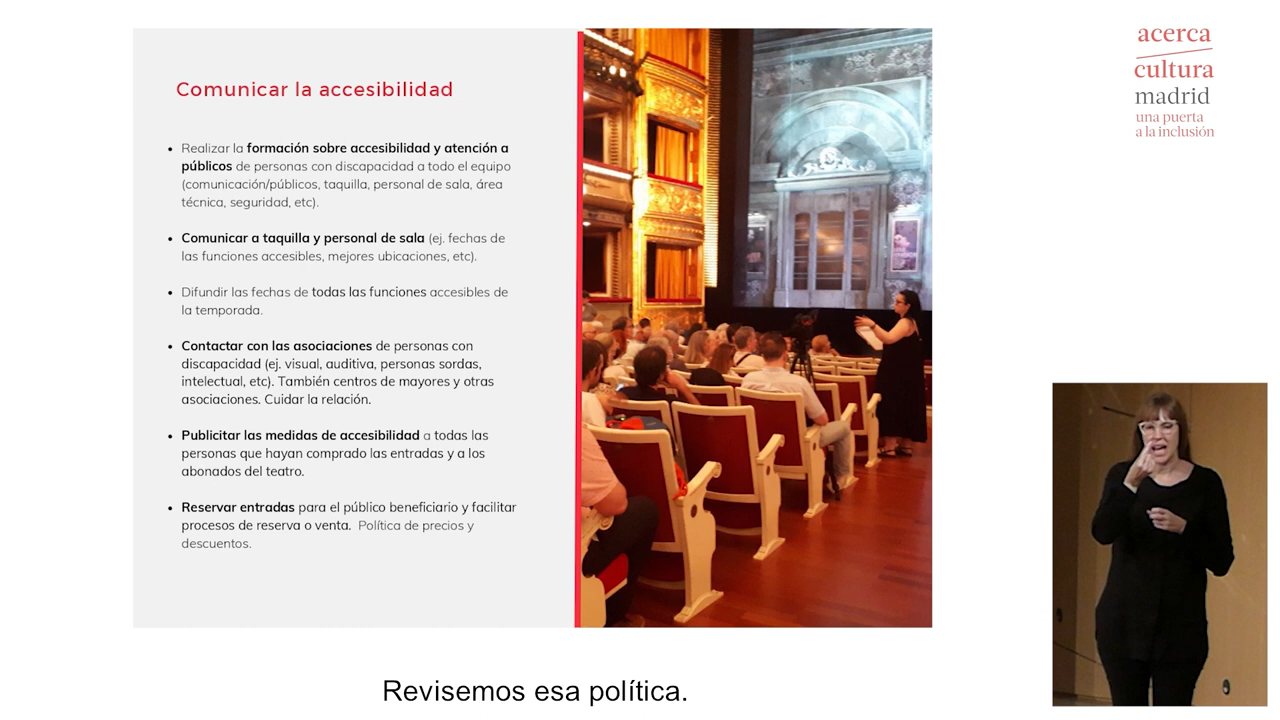 acerca
cultura
madrid
una puerta
a la inclusión
Comunicar la accesibilidad
• Realizar la formación sobre accesibilidad y atención a
públicos de personas con discapacidad a todo el equipo
(comunicación/públicos, taquilla, personal de sala, área
técnica, seguridad, etc).
• Comunicar a taquilla y personal de sala (ej. fechas de
las funciones accesibles, mejores ubicaciones, etc).
• Difundir las fechas de todas las funciones accesibles de
la temporada.
• Contactar con las asociaciones de personas con
discapacidad (ej. visual, auditiva, personas sordas,
intelectual, etc). También centros de mayores y otras
asociaciones. Cuidar la relación.
• Publicitar las medidas de accesibilidad a todas las
personas que hayan comprado las entradas y a los
abonados del teatro.
• Reservar entradas para el público beneficiario y facilitar
procesos de reserva o venta. Política de precios y
descuentos.
Revisemos esa política.